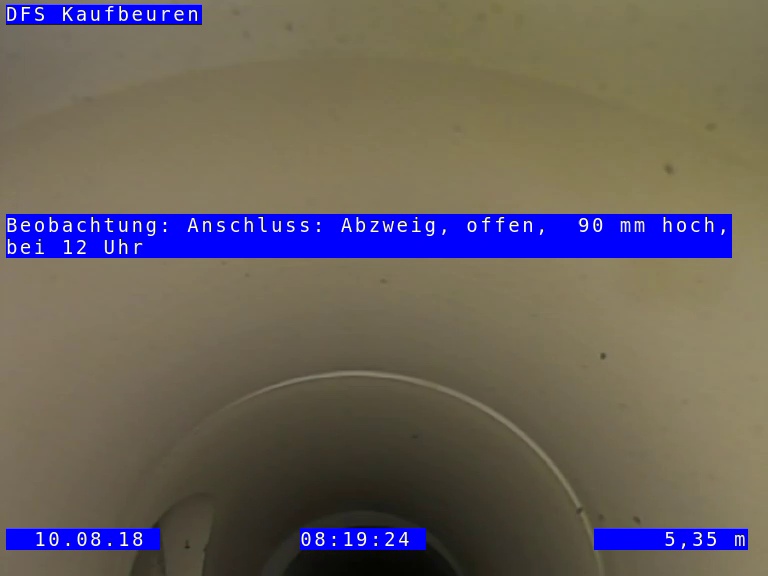 DFS Kaufbeuren
Beobachtung: Anschluss: Abzweig, offen,  90 mm hoch,
bei 12 Uhr
10.08.18
08:19:24
5,35 m